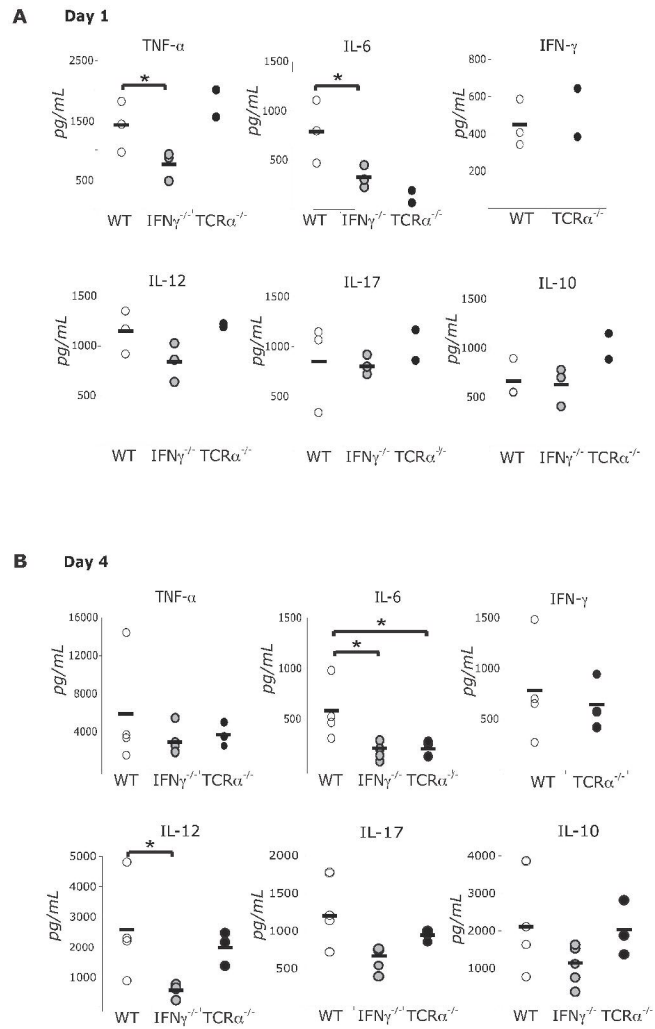 A Day 1
TNF-α
pg/mL
2500
1500
500
*
WT IFNγ-/- TCRα-/-
IL-6
pg/mL
1500
1000
500
*
WT IFNγ-/- TCRα-/-
IFN-γ
pg/mL
800
600
400
200
WT TCRα-/-
IL-12
pg/mL
1500
1000
500
WT IFNγ-/- TCRα-/-
IL-17
pg/mL
1500
1000
500
WT IFNγ-/- TCRα-/-
IL-10
pg/mL
1500
1000
500
WT IFNγ-/- TCRα-/-
B Day 4
TNF-α
pg/mL
16000
12000
8000
4000
WT IFNγ-/- TCRα-/-
IL-6
pg/mL
1500
1000
500
*
*
WT IFNγ-/- TCRα-/-
IFN-γ
pg/mL
1500
1000
500
WT TCRα-/-
IL-12
pg/mL
5000
4000
3000
2000
1000
*
WT IFNγ-/- TCRα-/-
IL-17
pg/mL
2000
1500
1000
500
WT IFNγ-/- TCRα-/-
IL-10
pg/mL
4000
3000
2000
1000
WT IFNγ-/- TCRα-/-